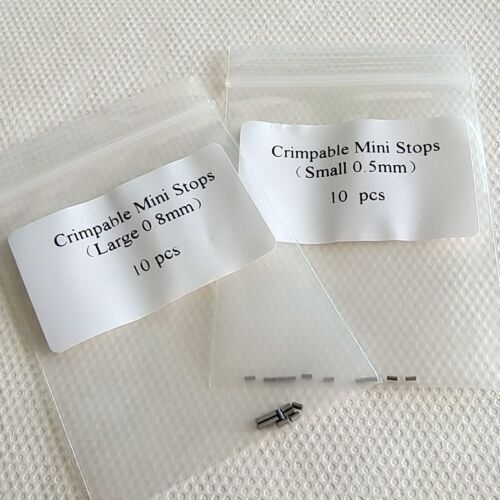 Crimpable Mini Stops
(Large 0.8mm)
10 pcs
Crimpable Mini Stops
(Small 0.5mm)
10 pcs